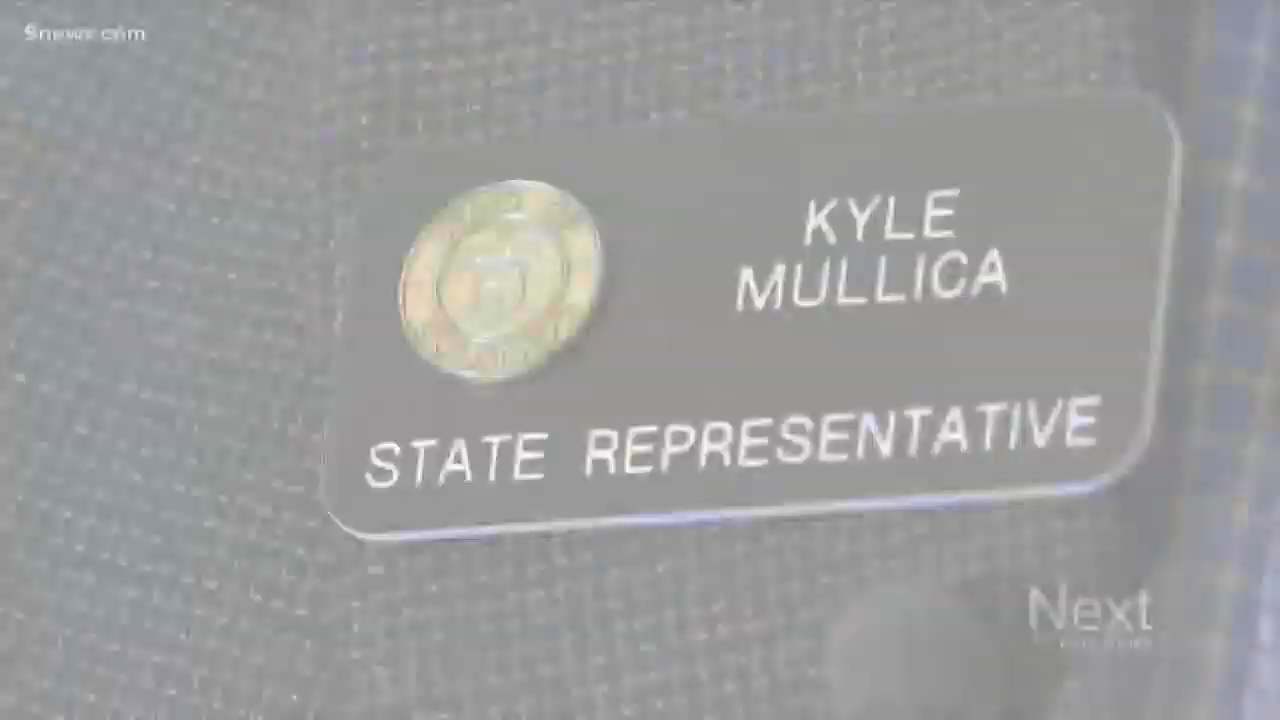 9news.com
KYLE
MULLICA
STATE REPRESENTATIVE
Next